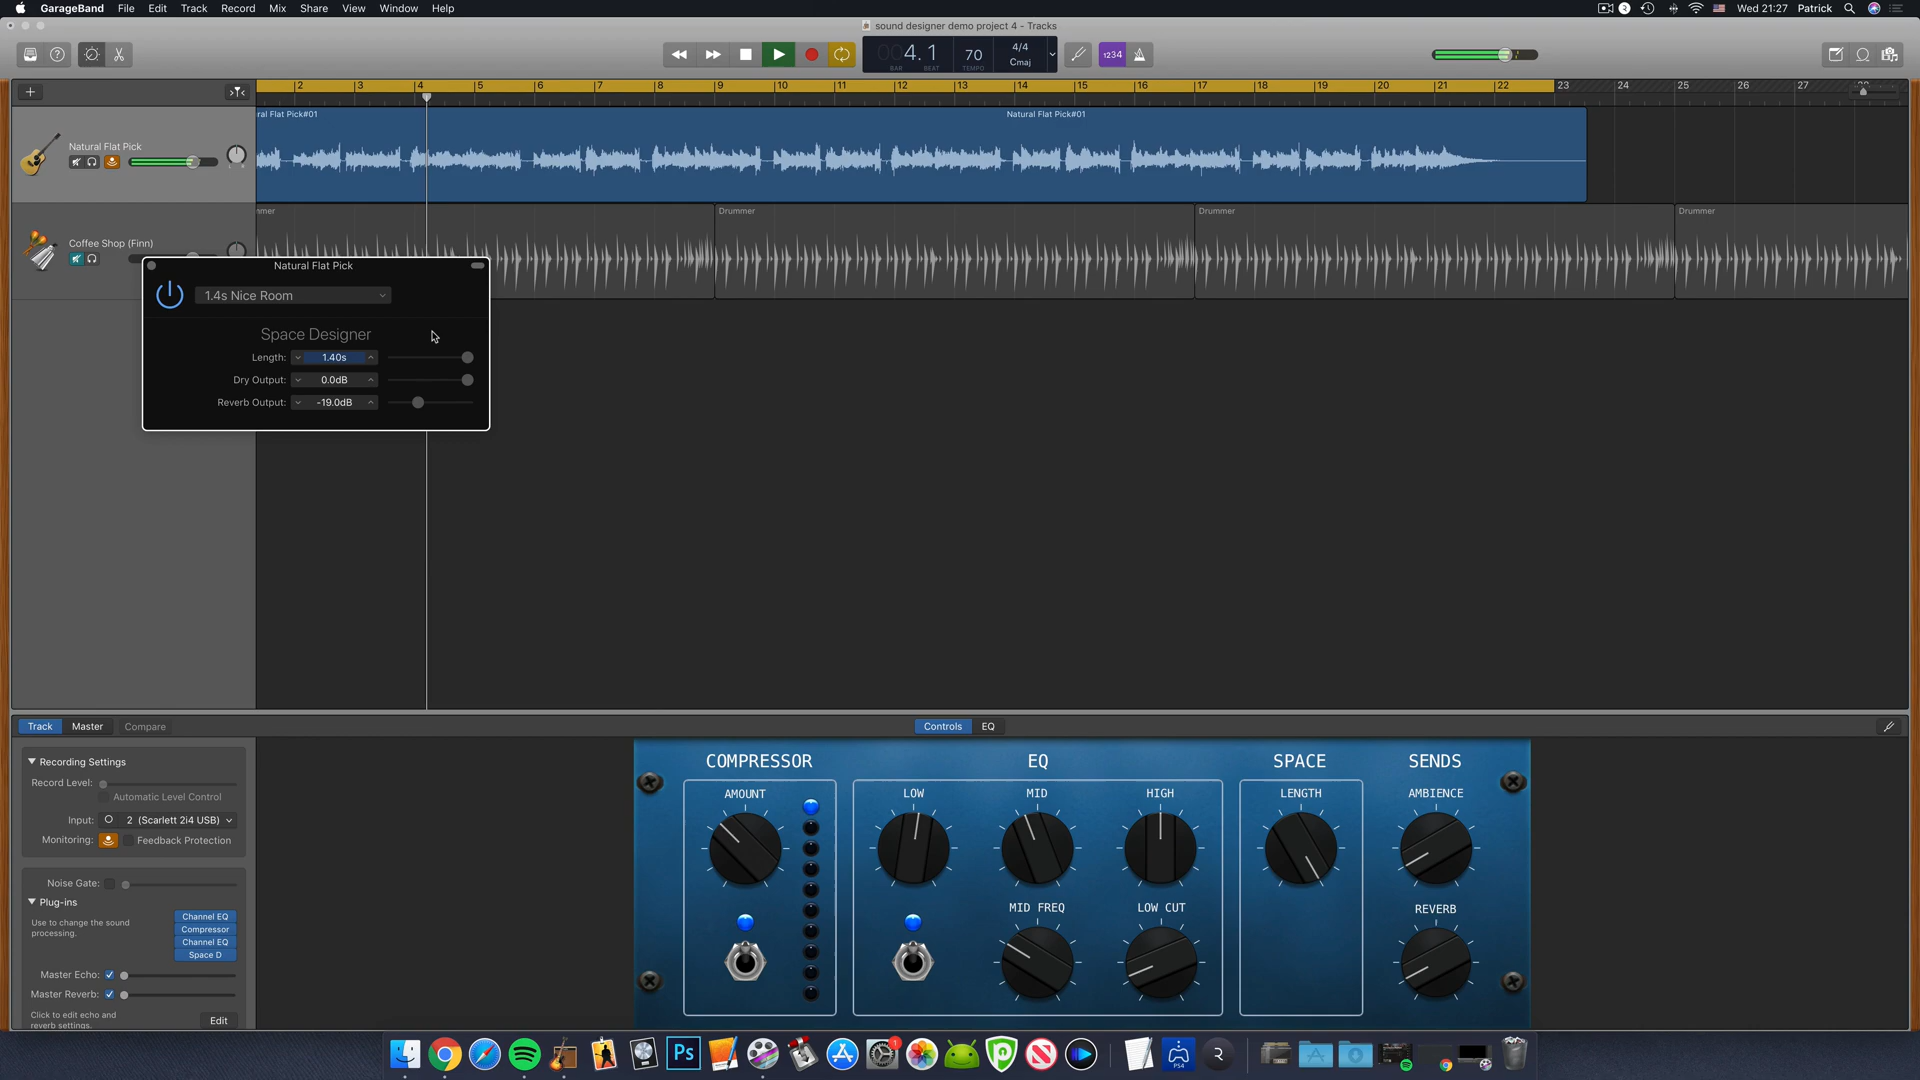 GarageBand File Edit Track Record Mix Share View Window Help Wed 21:27 Patrick
sound designer demo project 4 - Tracks
004.1 70 4/4
BAR BEAT TEMPO Cmaj
1234
2 3 4 5 6 7 8 9 10 11 12 13 14 15 16 17 18 19 20 21 22 23 24 25 26 27
ral Flat Pick#01 Natural Flat Pick#01
Natural Flat Pick
mmer Drummer Drummer Drummer
Coffee Shop (Finn)
Natural Flat Pick
1.4s Nice Room
Space Designer
Length: 1.40s
Dry Output: 0.0dB
Reverb Output: -19.0dB
Track Master Compare Controls EQ
Recording Settings
Record Level:
Automatic Level Control
Input: 2 (Scarlett 2i4 USB)
Monitoring: Feedback Protection
Noise Gate:
Plug-ins
Use to change the sound
processing.
Channel EQ
Compressor
Channel EQ
Space D
Master Echo:
Master Reverb:
Click to edit echo and
reverb settings.
Edit
COMPRESSOR EQ SPACE SENDS
AMOUNT LOW MID HIGH LENGTH AMBIENCE
MID FREQ LOW CUT REVERB
Ps
PS4
R
1